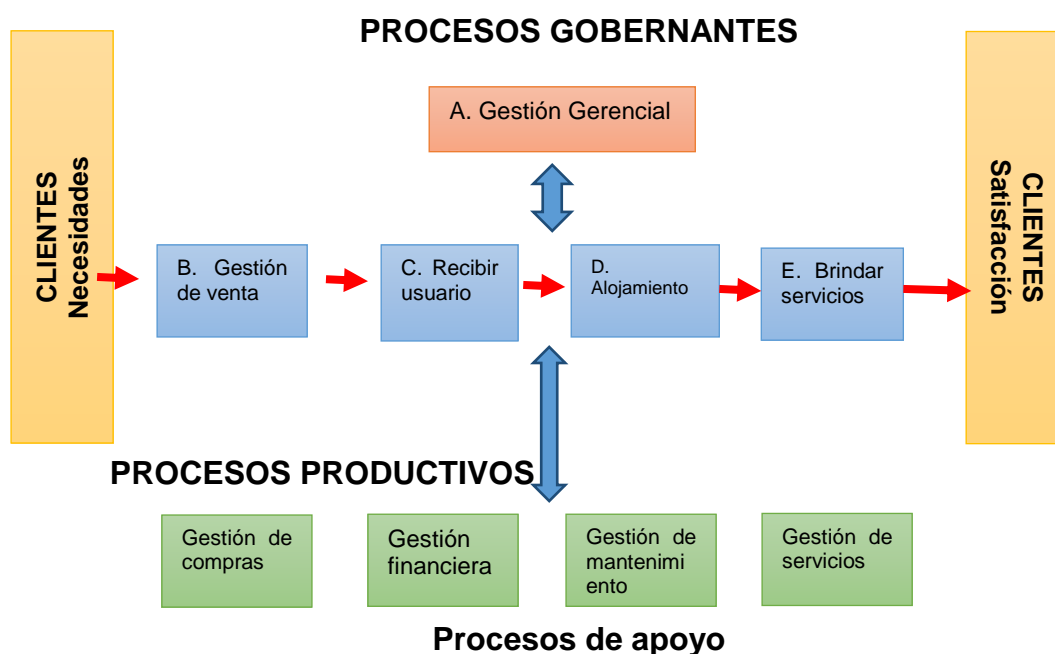 PROCESOS GOBERNANTES
CLIENTES
Necesidades
A. Gestión Gerencial
CLIENTES
Satisfacción
B. Gestión
de venta
C. Recibir
usuario
D.
Alojamiento
E. Brindar
servicios
PROCESOS PRODUCTIVOS
Gestión de
compras
Gestión
financiera
Gestión de
mantenimi
ento
Gestión de
servicios
Procesos de apoyo